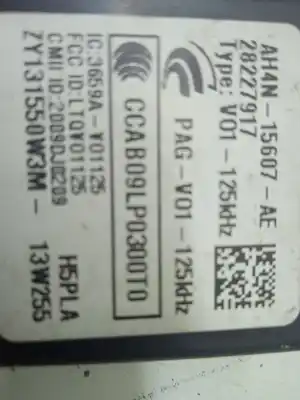 AH4N-15607-AE
28227917
Type: V01-125kHz
PAG-V01-125kHz
CCAB09LP0300T0
IC:3659A-V01125
FCC ID:LTQV01125
CMII ID:2009DJ0209
ZY131550W3M-
H5PLA
13W255